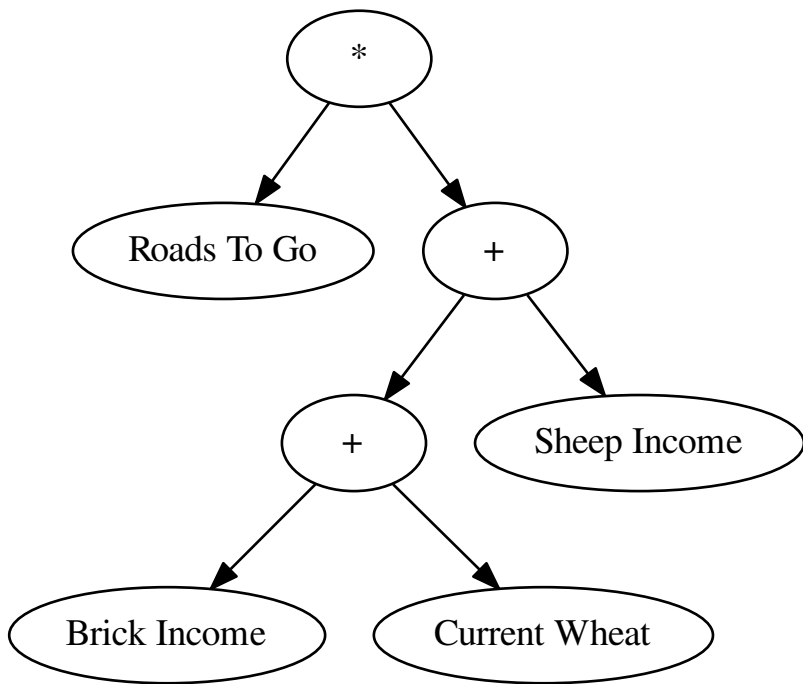 *
Roads To Go
+
+
Sheep Income
Brick Income
Current Wheat